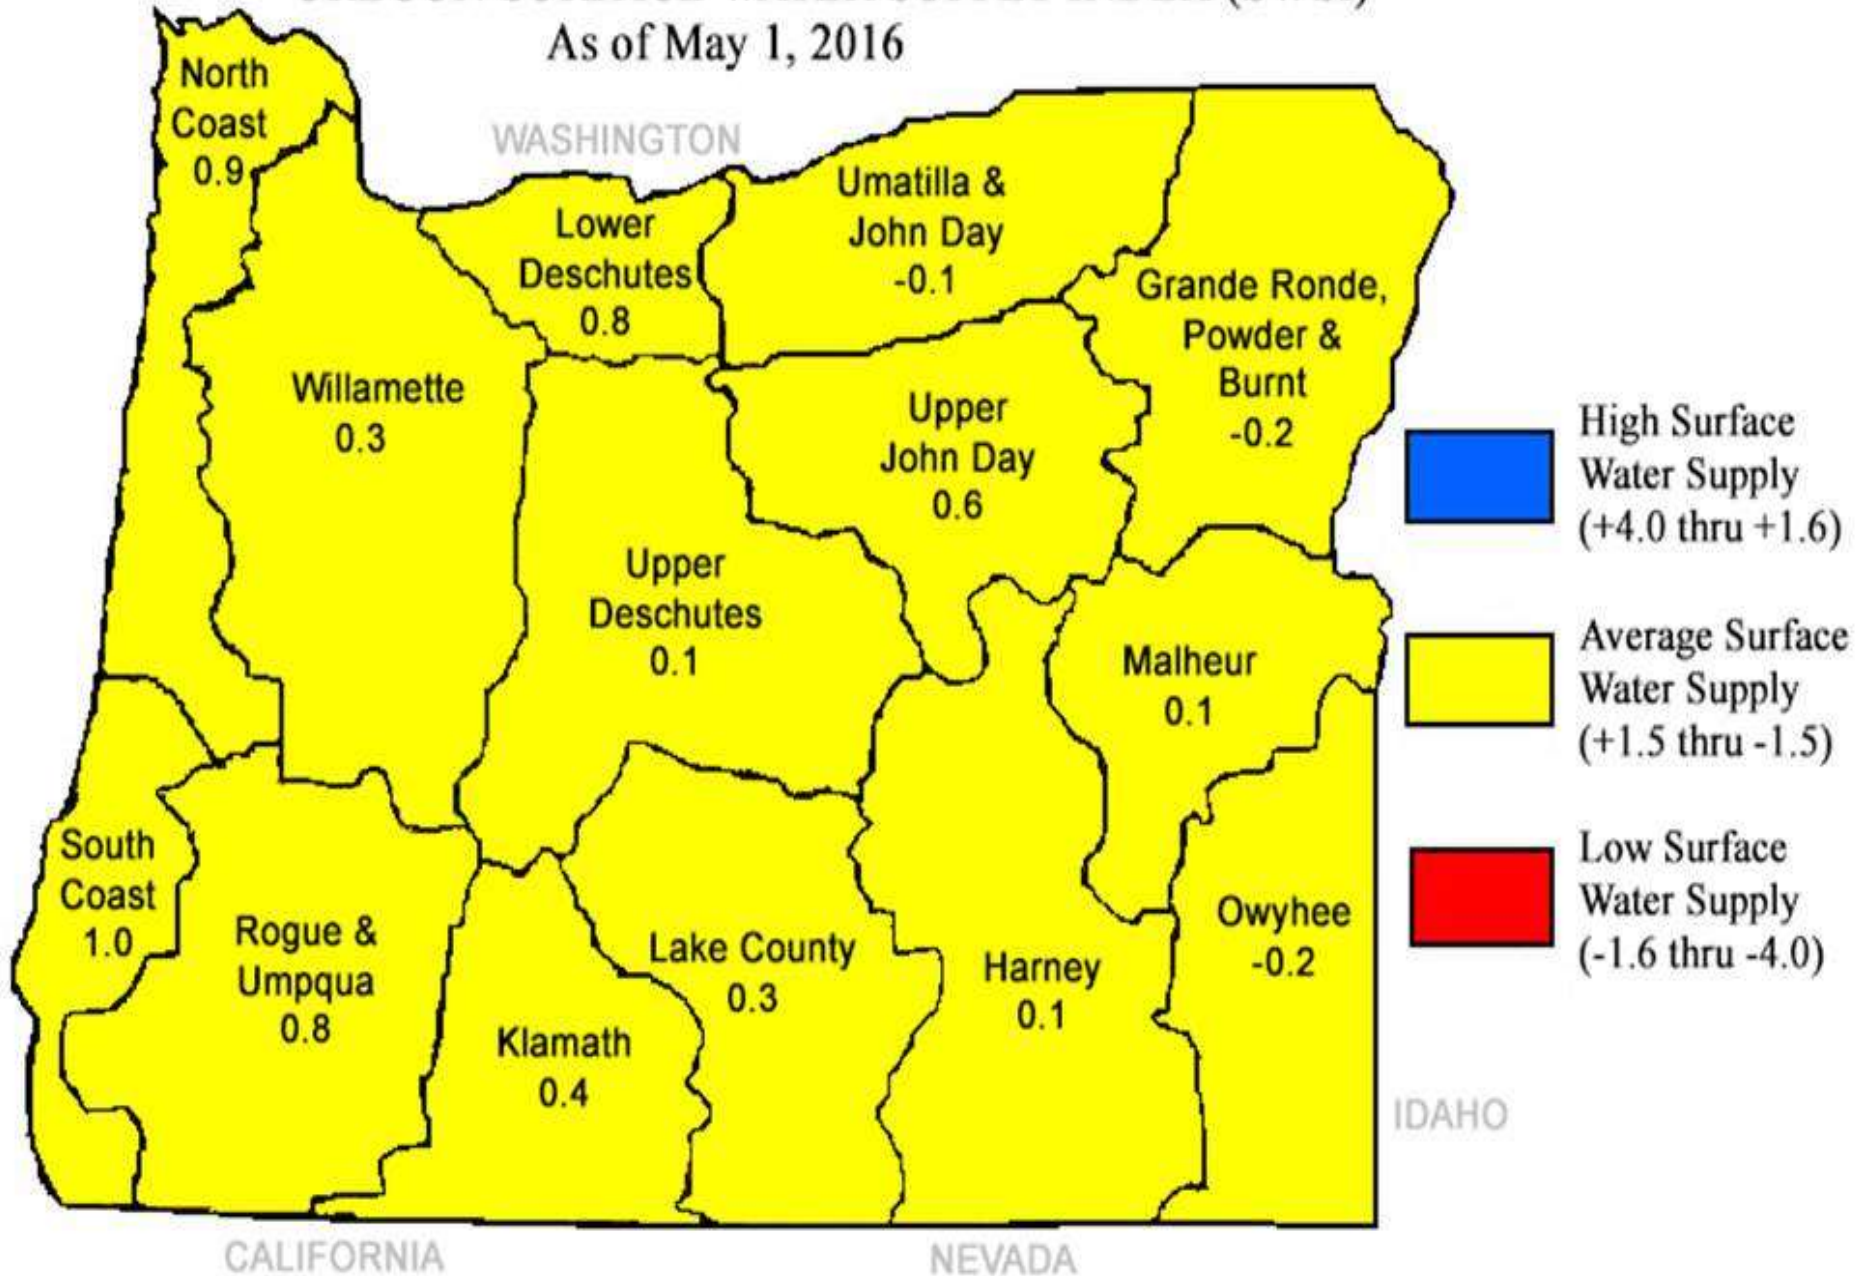 As of May 1, 2016
North
Coast
0.9
WASHINGTON
Lower
Deschutes
0.8
Umatilla &
John Day
-0.1
Grande Ronde,
Powder &
Burnt
-0.2
Willamette
0.3
Upper
John Day
0.6
Upper
Deschutes
0.1
Malheur
0.1
South
Coast
1.0
Rogue &
Umpqua
0.8
Klamath
0.4
Lake County
0.3
Harney
0.1
Owyhee
-0.2
High Surface
Water Supply
(+4.0 thru +1.6)
Average Surface
Water Supply
(+1.5 thru -1.5)
Low Surface
Water Supply
(-1.6 thru -4.0)
IDAHO
CALIFORNIA
NEVADA